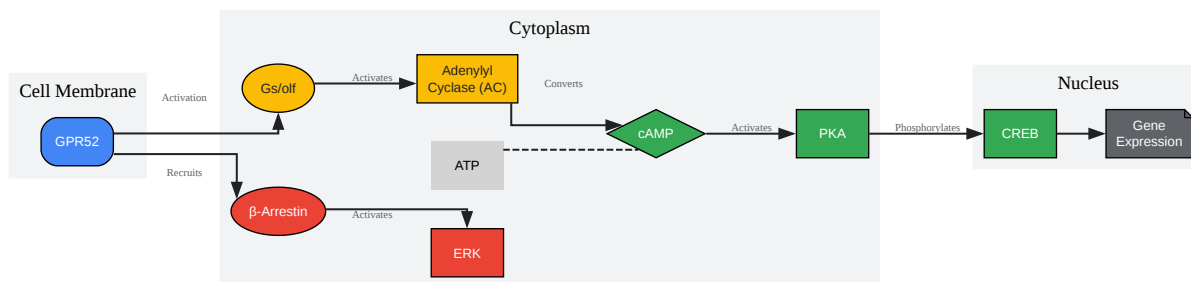 Cytoplasm
Cell Membrane
GPR52
Activation
Recruits
Gs/olf
Activates
Adenylyl
Cyclase (AC)
Converts
ATP
cAMP
Activates
PKA
Phosphorylates
β-Arrestin
Activates
ERK
Nucleus
CREB
Gene
Expression